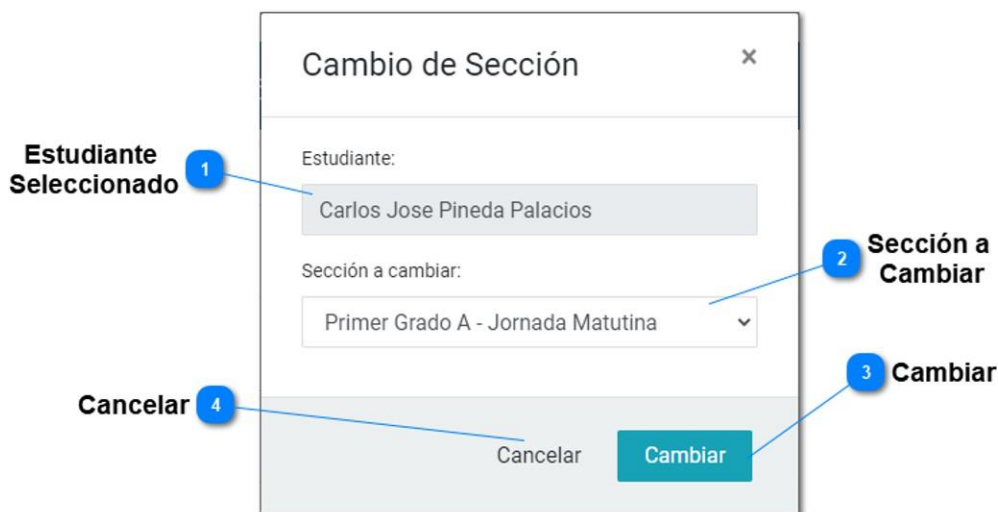 Cambio de Sección ×
Estudiante:
Estudiante
Seleccionado
1
Carlos Jose Pineda Palacios
Sección a cambiar:
2
Sección a
Cambiar
Primer Grado A - Jornada Matutina
3 Cambiar
Cancelar 4
Cancelar Cambiar